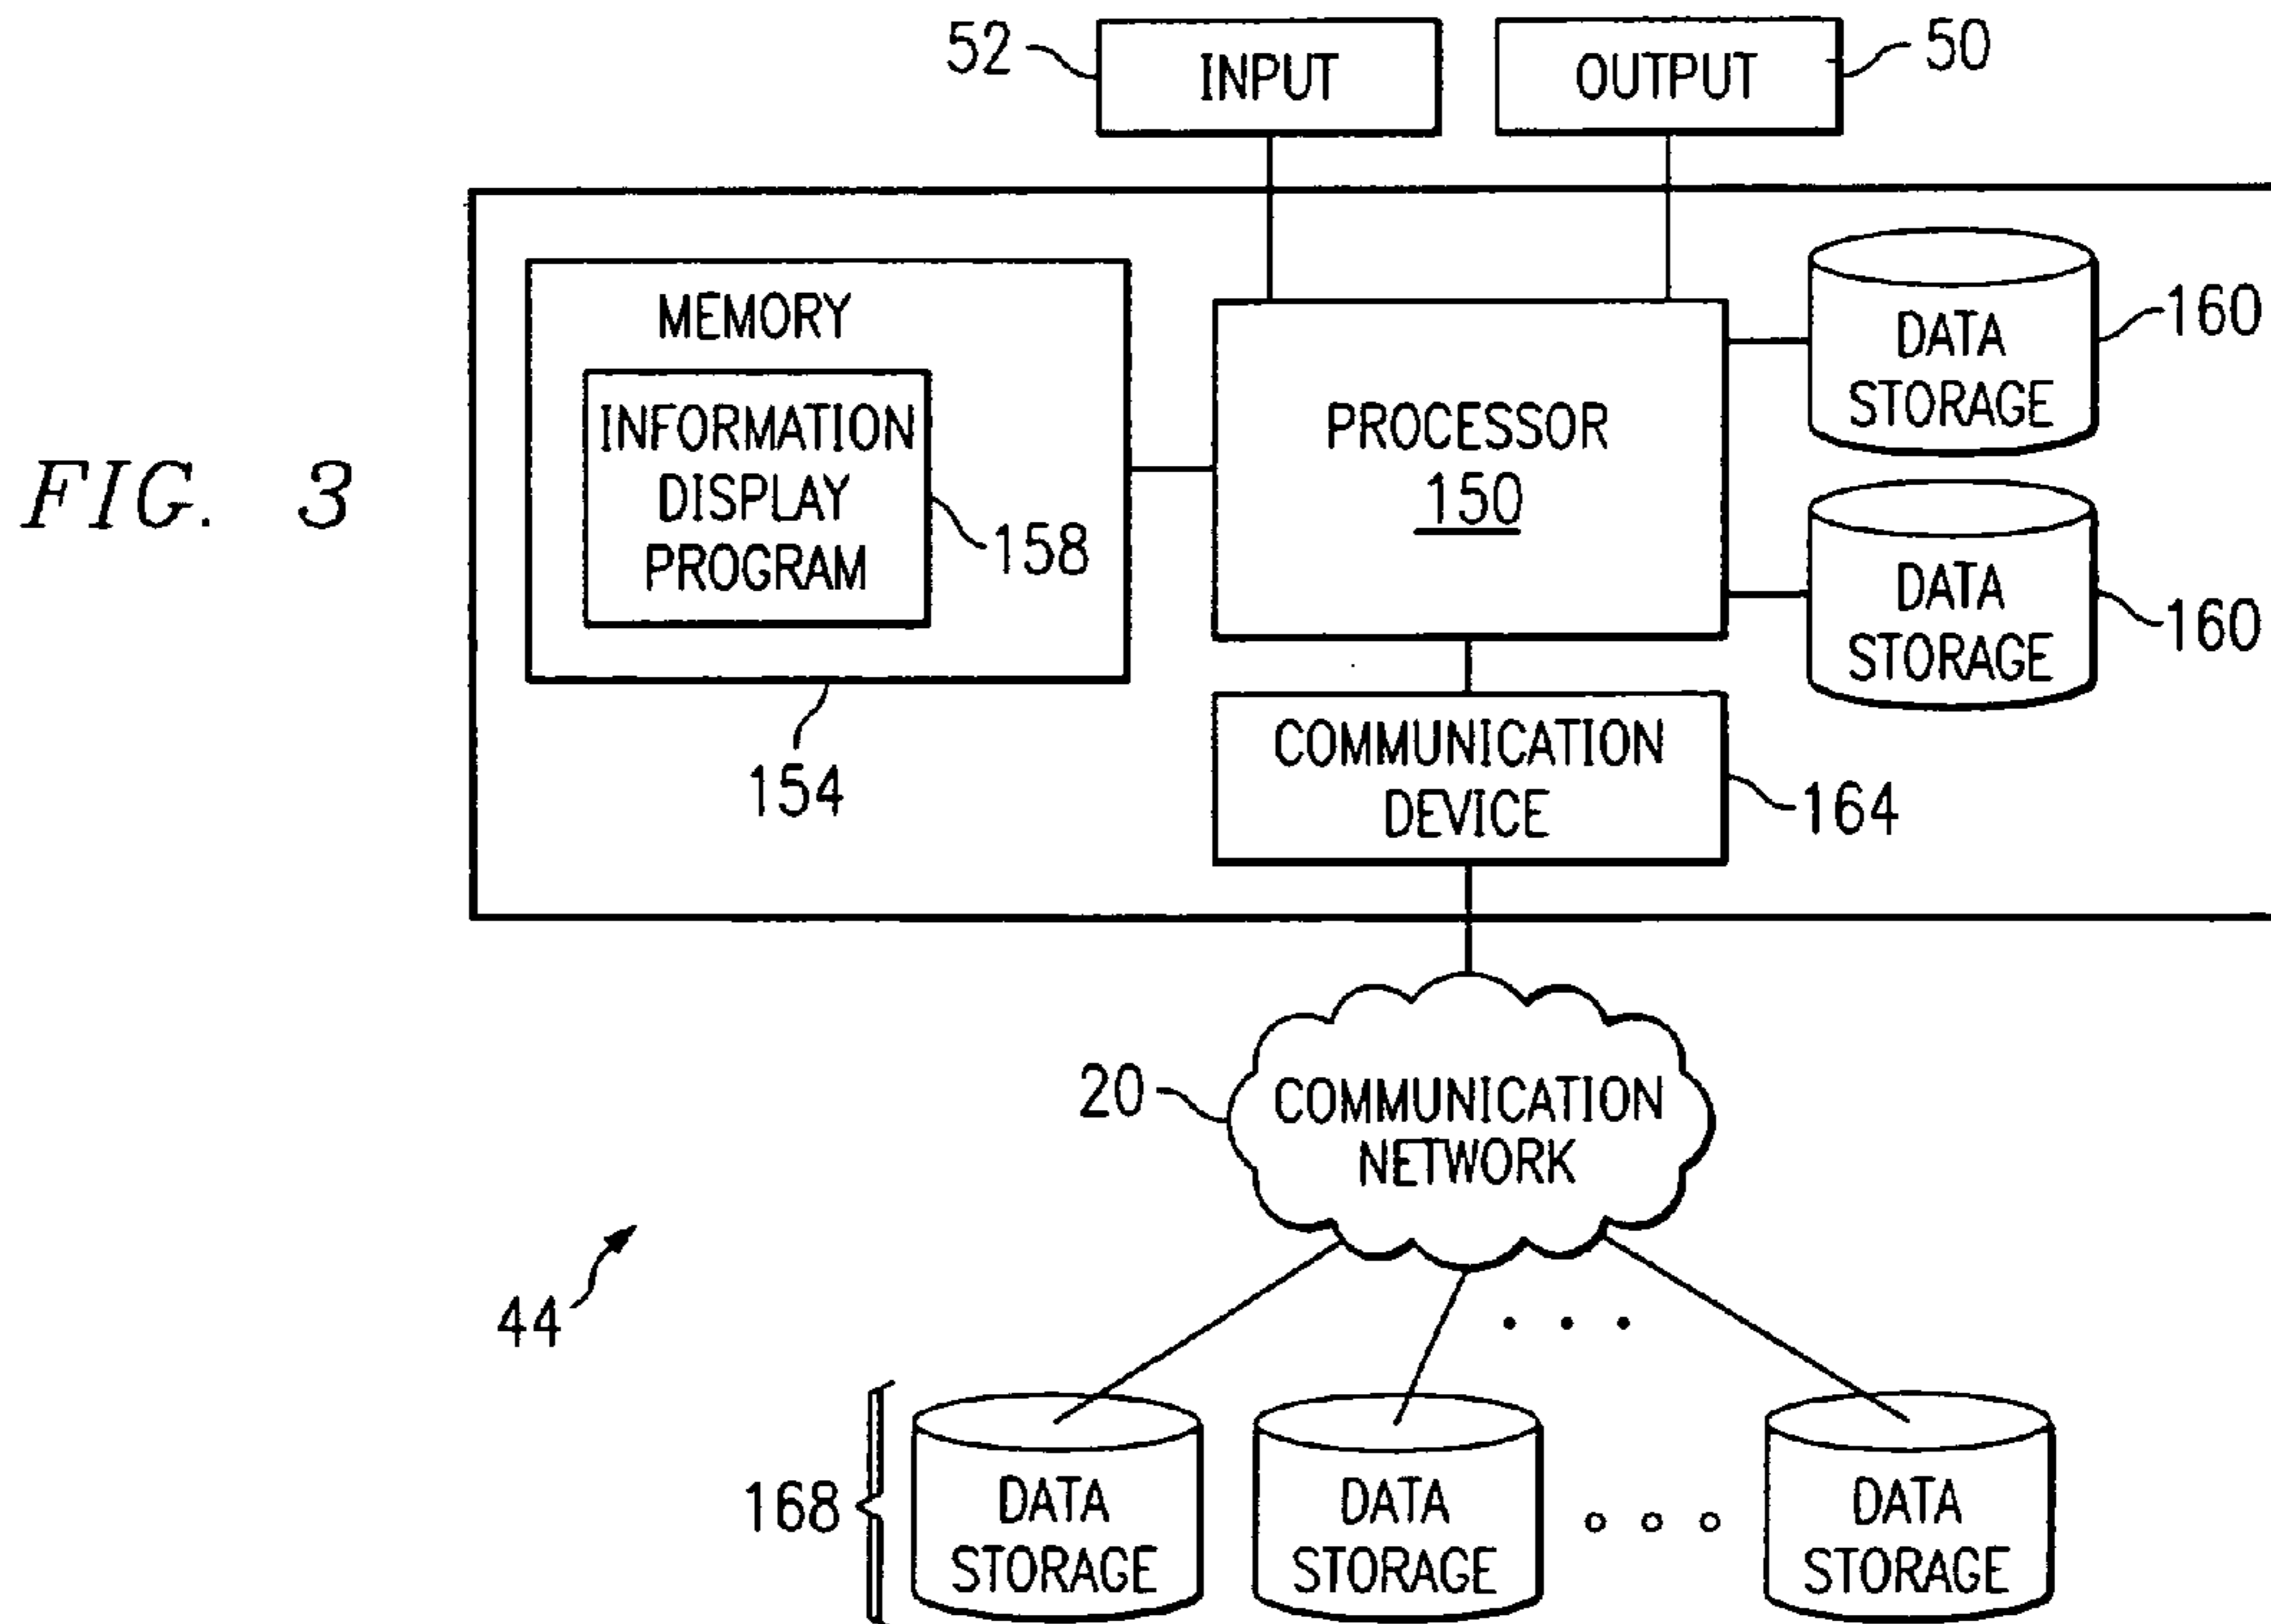 52
INPUT
OUTPUT
50
MEMORY
INFORMATION
DISPLAY
PROGRAM
158
154
PROCESSOR
150
DATA
STORAGE
160
DATA
STORAGE
160
FIG. 3
COMMUNICATION
DEVICE
164
20
COMMUNICATION
NETWORK
44
168
DATA
STORAGE
DATA
STORAGE
DATA
STORAGE